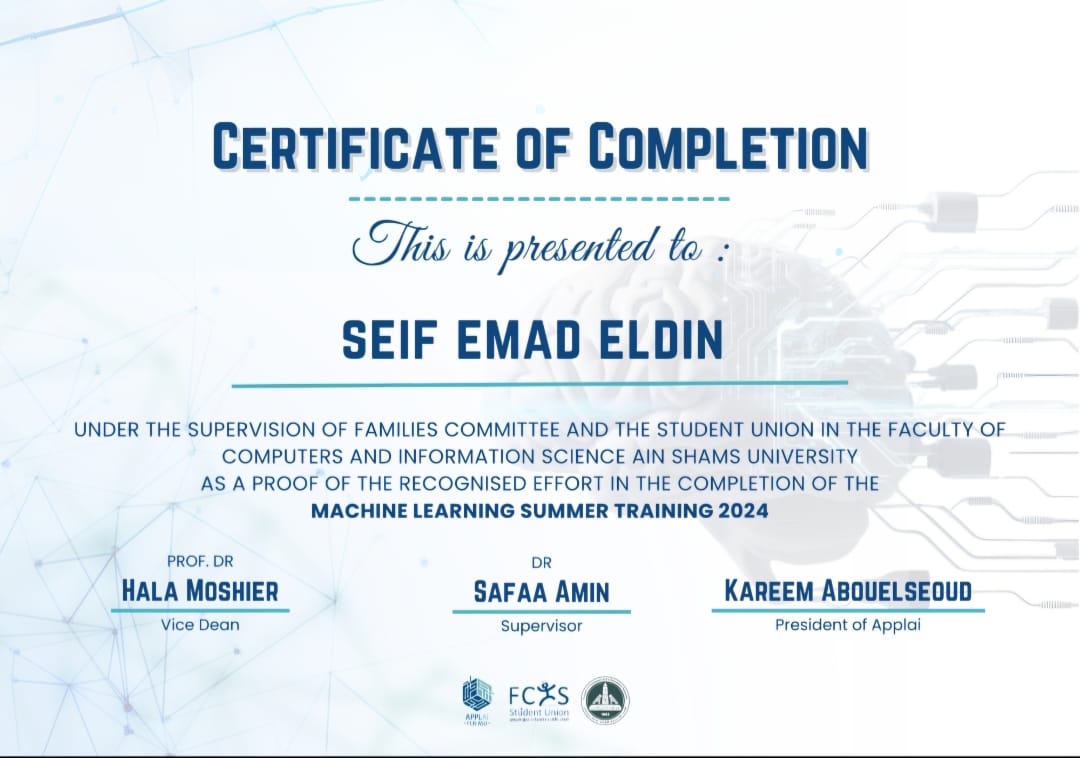 CERTIFICATE OF COMPLETION
This is presented to :
SEIF EMAD ELDIN
UNDER THE SUPERVISION OF FAMILIES COMMITTEE AND THE STUDENT UNION IN THE FACULTY OF
COMPUTERS AND INFORMATION SCIENCE AIN SHAMS UNIVERSITY
AS A PROOF OF THE RECOGNISED EFFORT IN THE COMPLETION OF THE
MACHINE LEARNING SUMMER TRAINING 2024
PROF. DR
HALA MOSHIER
Vice Dean
DR
SAFAA AMIN
Supervisor
KAREEM ABOUELSEOUD
President of Applai
APPLAI
FCIS
Student Union